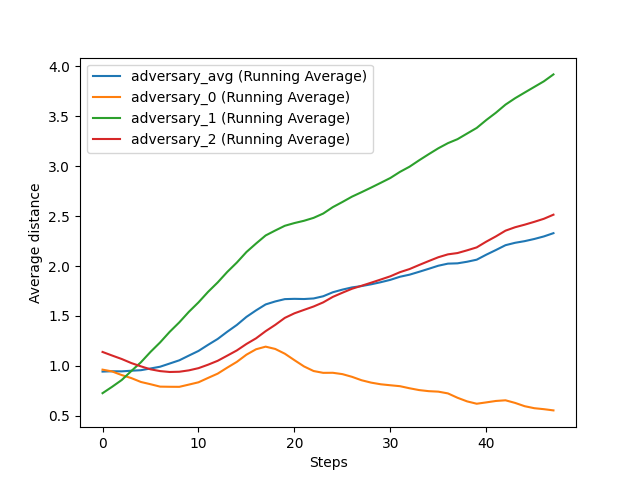 adversary_avg (Running Average)
adversary_0 (Running Average)
adversary_1 (Running Average)
adversary_2 (Running Average)
4.0
3.5
3.0
2.5
2.0
1.5
1.0
0.5
Average distance
0 10 20 30 40
Steps